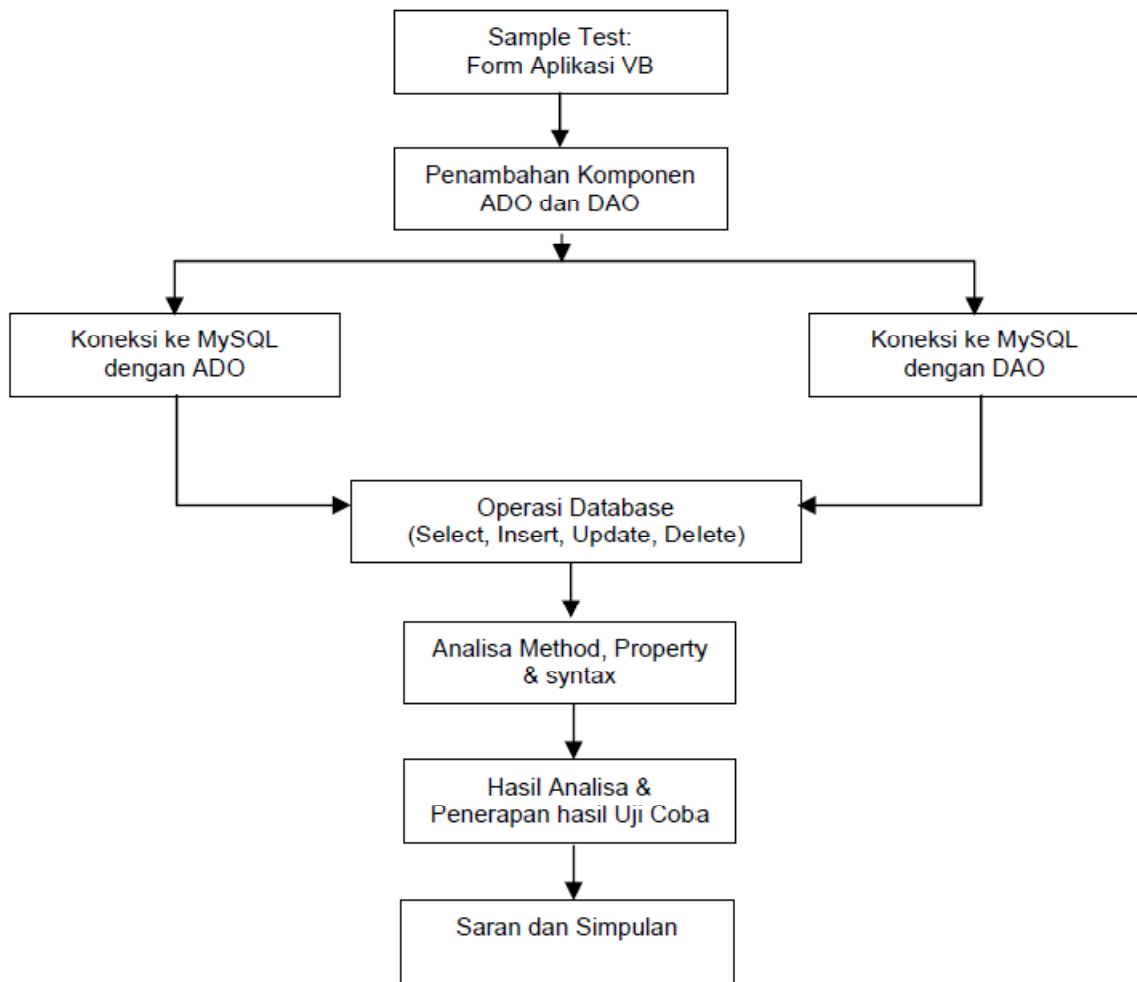 Sample Test:
Form Aplikasi VB
Penambahan Komponen
ADO dan DAO
Koneksi ke MySQL
dengan ADO
Koneksi ke MySQL
dengan DAO
Operasi Database
(Select, Insert, Update, Delete)
Analisa Method, Property
& syntax
Hasil Analisa &
Penerapan hasil Uji Coba
Saran dan Simpulan